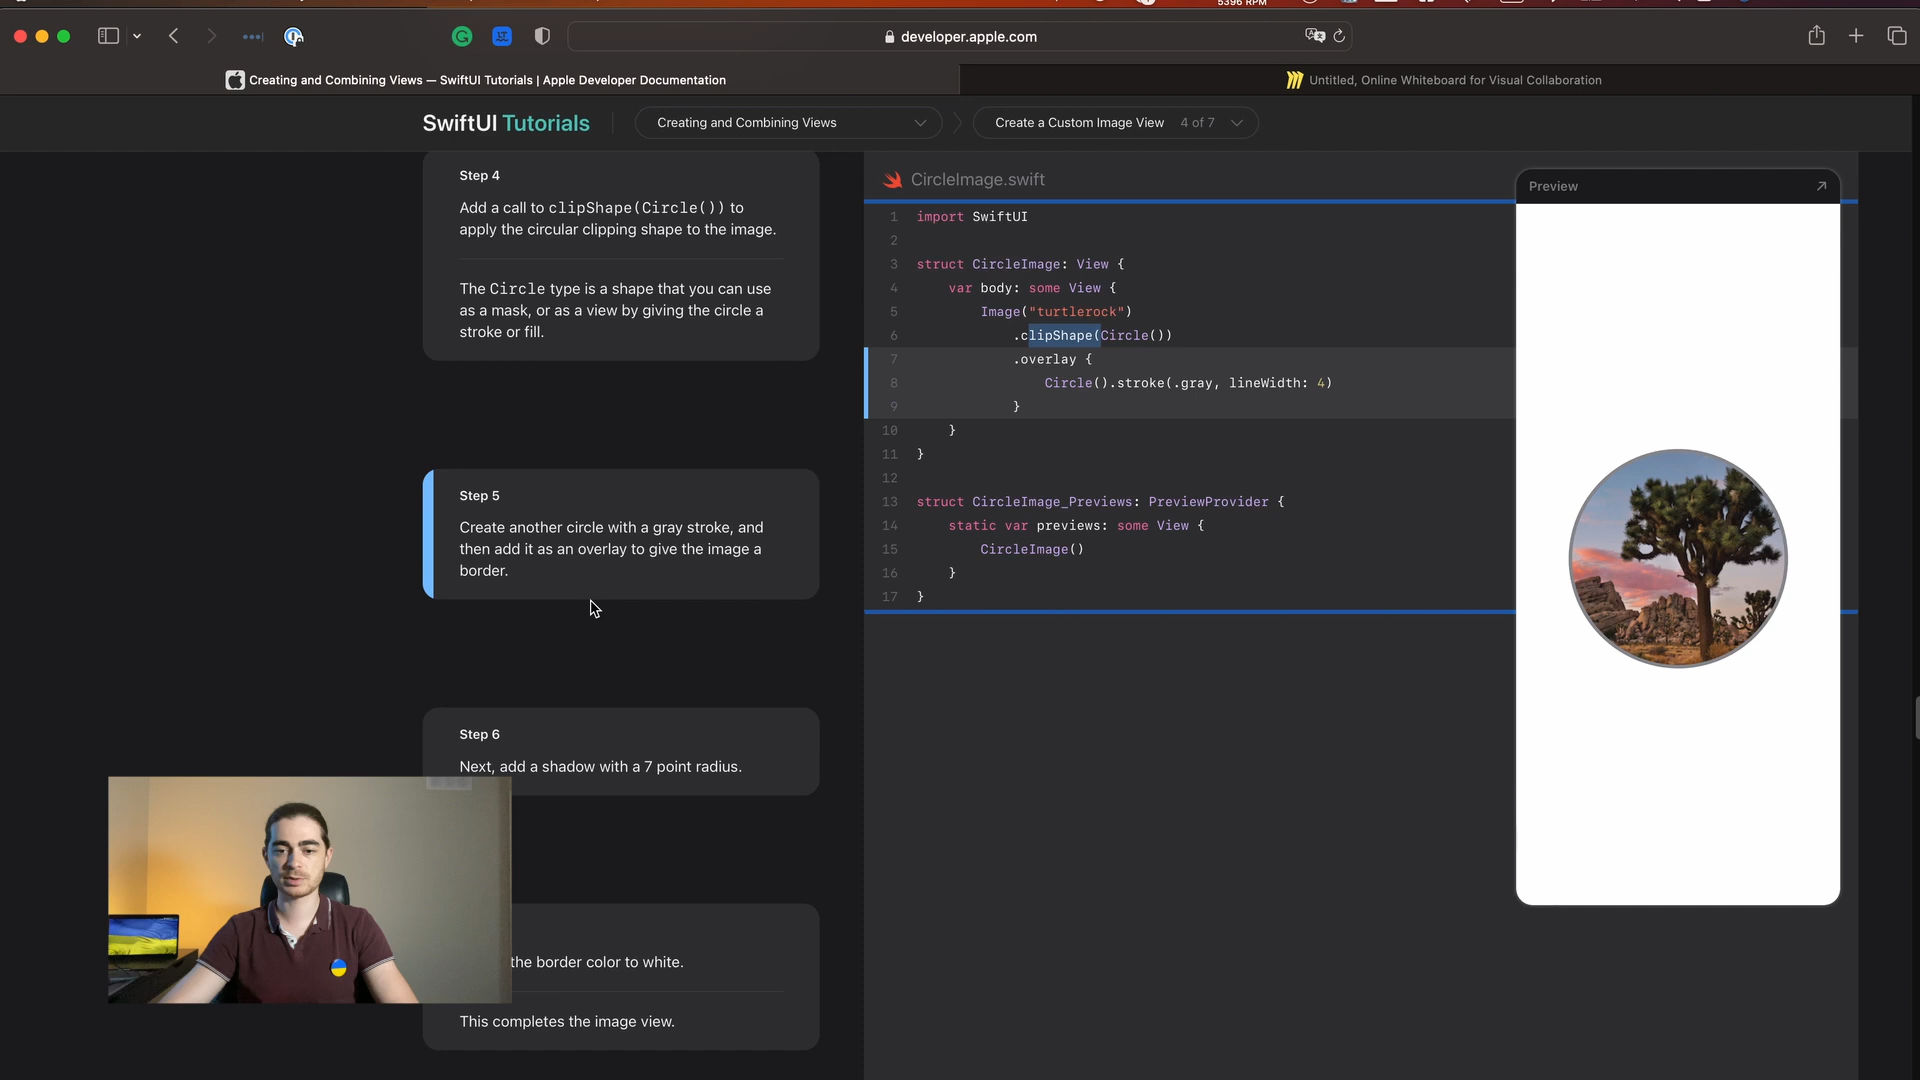 5396 RPM
developer.apple.com
Creating and Combining Views — SwiftUI Tutorials | Apple Developer Documentation
Untitled, Online Whiteboard for Visual Collaboration
SwiftUI Tutorials
Creating and Combining Views
Create a Custom Image View 4 of 7
Step 4
Add a call to clipShape(Circle()) to
apply the circular clipping shape to the image.
The Circle type is a shape that you can use
as a mask, or as a view by giving the circle a
stroke or fill.
Step 5
Create another circle with a gray stroke, and
then add it as an overlay to give the image a
border.
Step 6
Next, add a shadow with a 7 point radius.
the border color to white.
This completes the image view.
CircleImage.swift
1 import SwiftUI
2
3 struct CircleImage: View {
4 var body: some View {
5 Image("turtlerock")
6 .clipShape(Circle())
7 .overlay {
8 Circle().stroke(.gray, lineWidth: 4)
9 }
10 }
11 }
12
13 struct CircleImage_Previews: PreviewProvider {
14 static var previews: some View {
15 CircleImage()
16 }
17 }
Preview